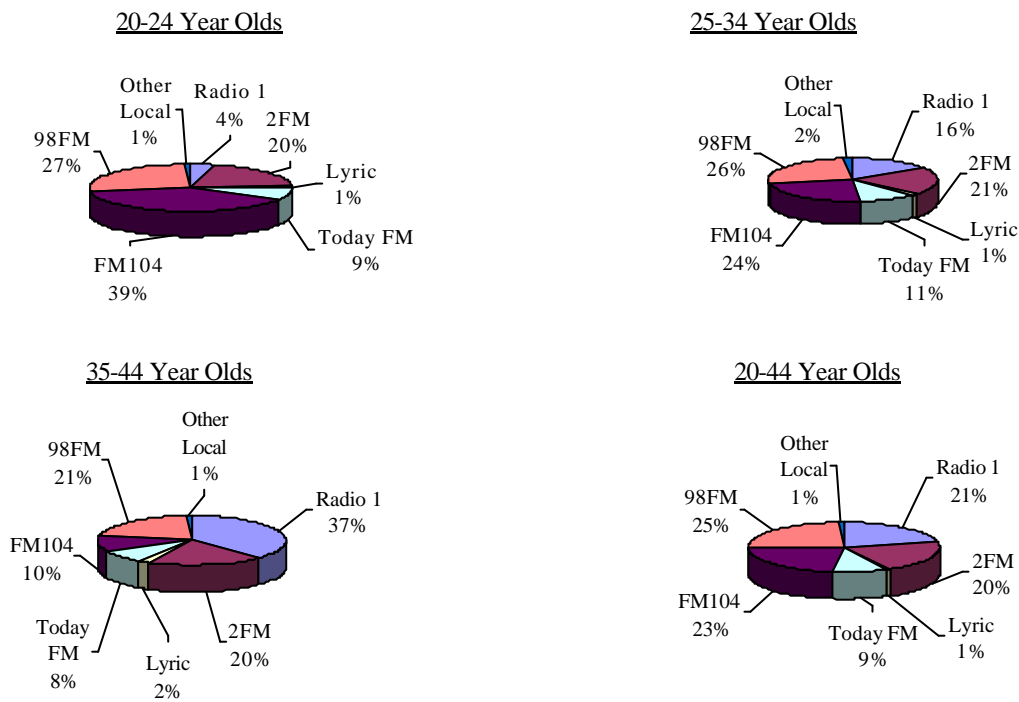 20-24 Year Olds
Other
Local
1%
Radio 1
4%
2FM
20%
Lyric
1%
Today FM
9%
FM104
39%
98FM
27%
25-34 Year Olds
Other
Local
2%
Radio 1
16%
2FM
21%
Lyric
1%
Today FM
11%
FM104
24%
98FM
26%
35-44 Year Olds
Other
Local
1%
Radio 1
37%
2FM
20%
Lyric
2%
Today
FM
8%
FM104
10%
98FM
21%
20-44 Year Olds
Other
Local
1%
Radio 1
21%
2FM
20%
Lyric
1%
Today FM
9%
FM104
23%
98FM
25%